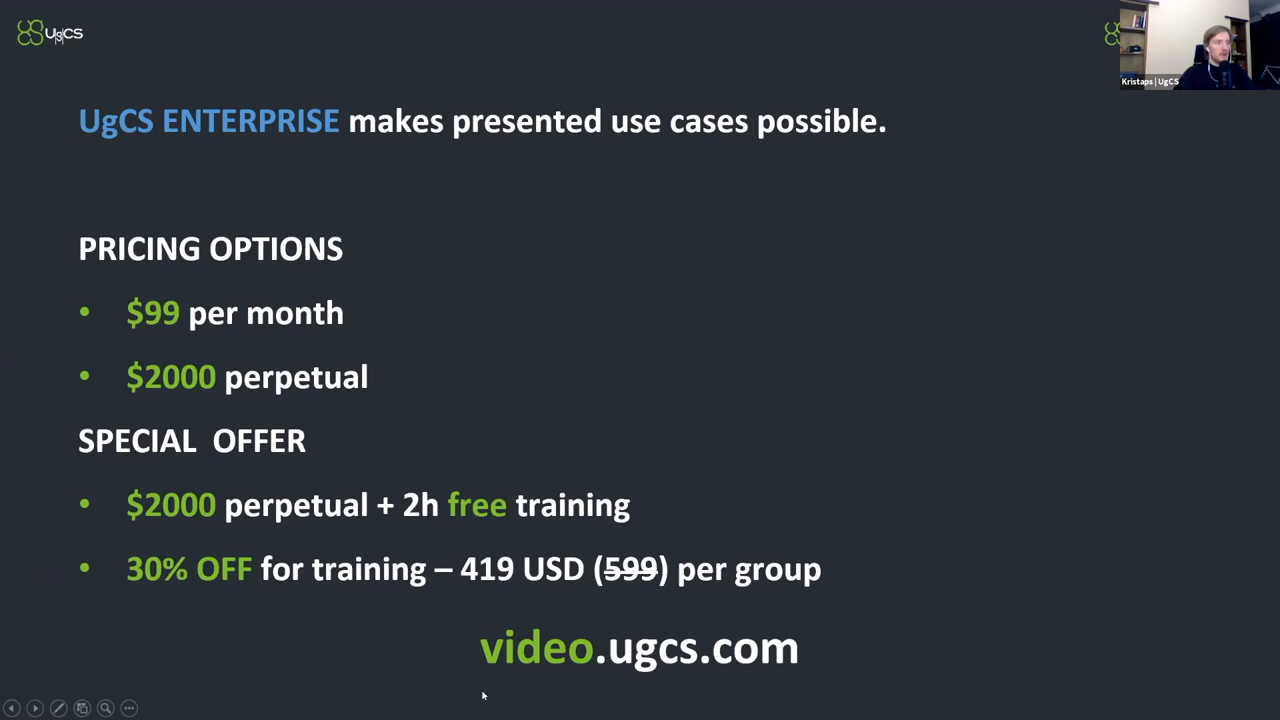 UgCS
Kristaps | UgCS
UgCS ENTERPRISE makes presented use cases possible.
PRICING OPTIONS
• $99 per month
• $2000 perpetual
SPECIAL OFFER
• $2000 perpetual + 2h free training
• 30% OFF for training – 419 USD (599) per group
video.ugcs.com